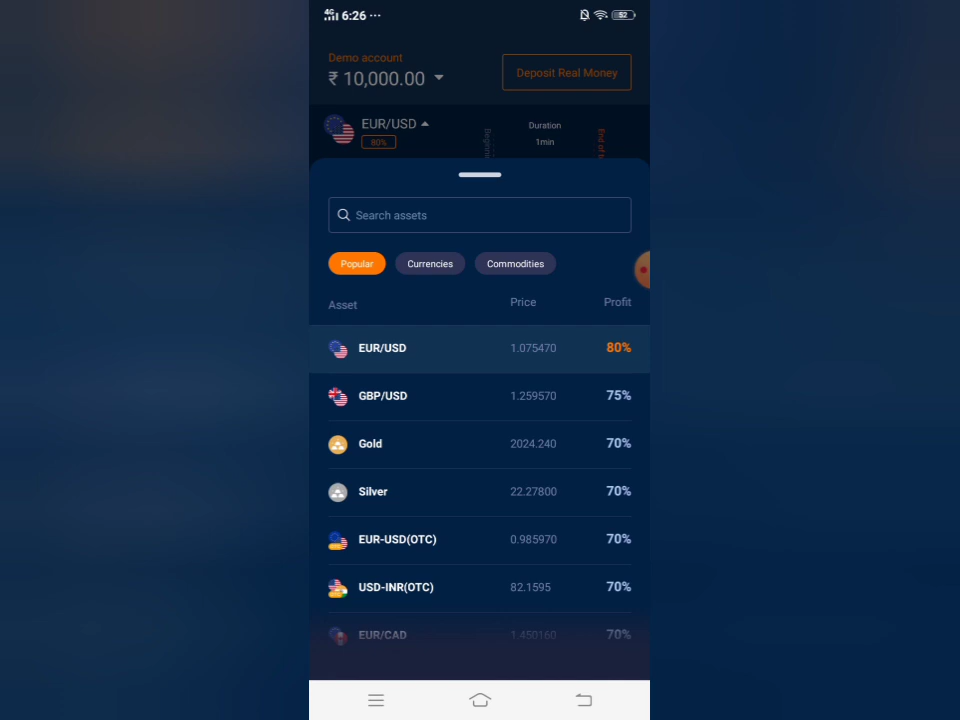 4G 6:26 ... 52
Demo account
₹ 10,000.00
Deposit Real Money
EUR/USD
80%
Duration
1min
Search assets
Popular Currencies Commodities
Asset Price Profit
EUR/USD 1.075470 80%
GBP/USD 1.259570 75%
Gold 2024.240 70%
Silver 22.27800 70%
EUR-USD(OTC) 0.985970 70%
USD-INR(OTC) 82.1595 70%
EUR/CAD 1.450160 70%